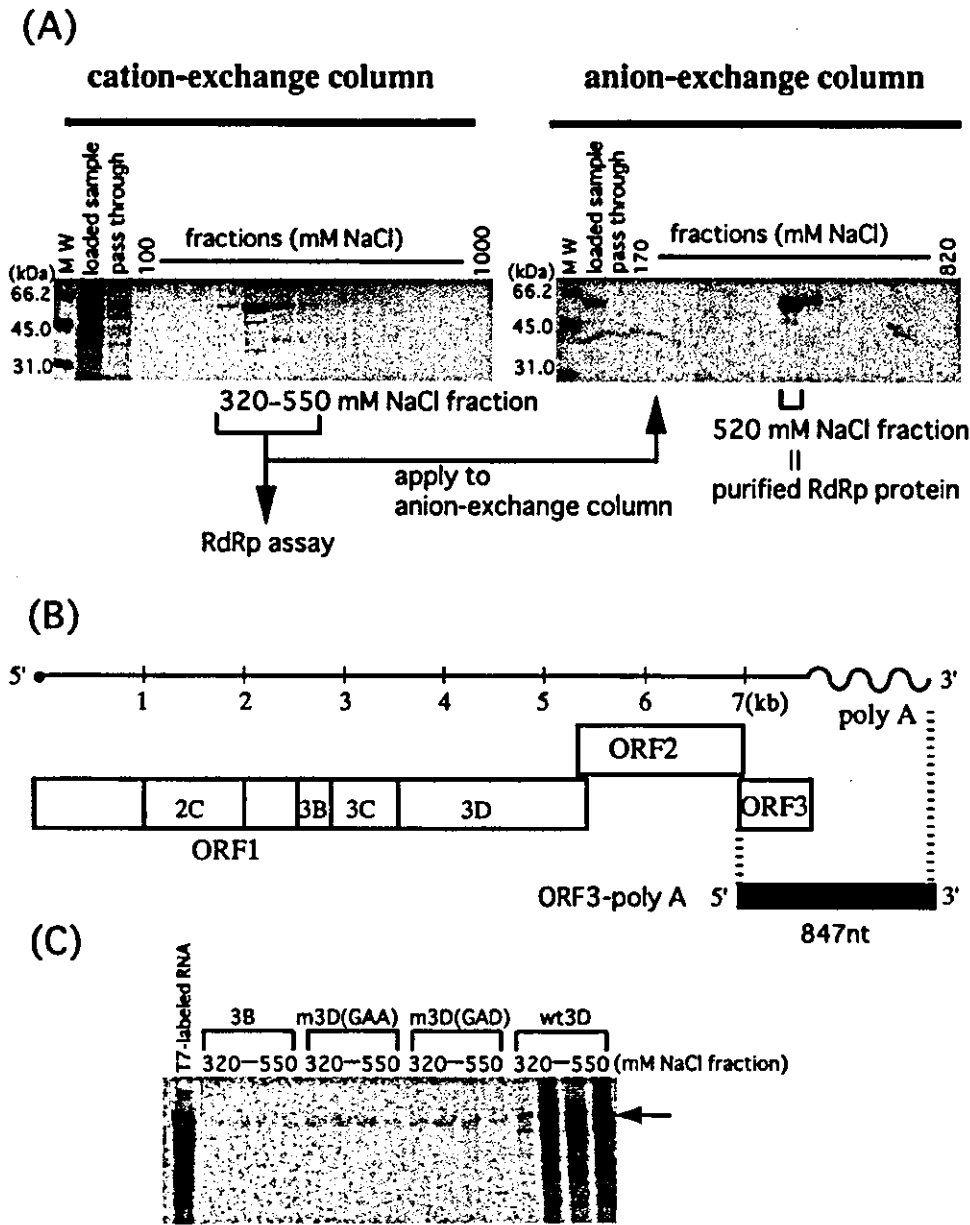 (A)
cation-exchange column
anion-exchange column
MW
loaded sample
pass through
100
fractions (mM NaCl)
1000
(kDa)
66.2
45.0
31.0
MW
loaded sample
pass through
170
fractions (mM NaCl)
820
(kDa)
66.2
45.0
31.0
320-550 mM NaCl fraction
apply to
anion-exchange column
RdRp assay
520 mM NaCl fraction
=
purified RdRp protein
(B)
5' 1 2 3 4 5 6 7(kb) 3'
poly A
ORF2
2C 3B 3C 3D ORF3
ORF1
ORF3-poly A 5' 3'
847nt
(C)
T7-labeled RNA
3B m3D(GAA) m3D(GAD) wt3D
320–550 320–550 320–550 320–550 (mM NaCl fraction)